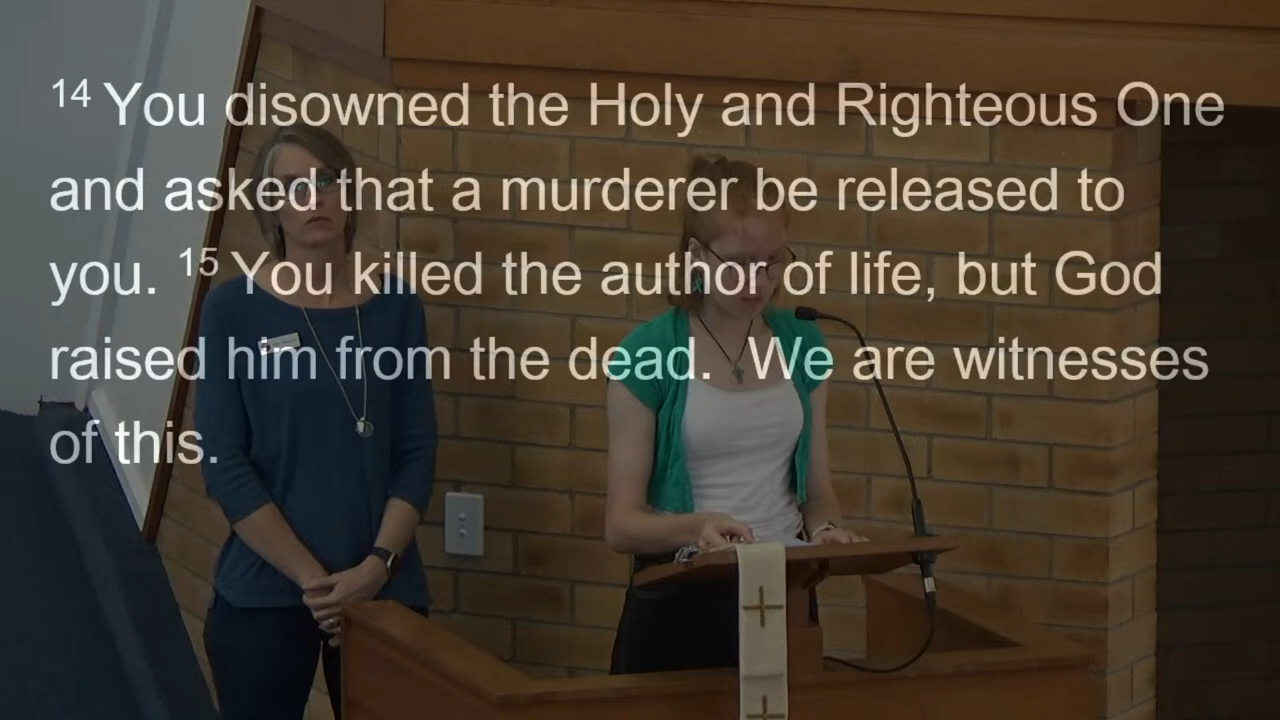 14 You disowned the Holy and Righteous One
and asked that a murderer be released to
you. 15 You killed the author of life, but God
raised him from the dead. We are witnesses
of this.